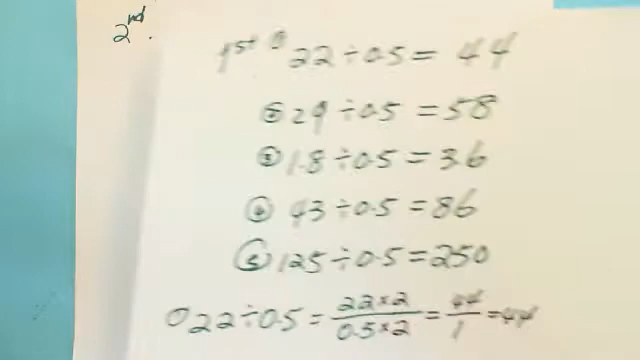 2nd.
1st ① 22÷0.5= 44
② 29÷0.5 =58
③ 1.8÷0.5=3.6
④ 43÷0.5=86
⑤ 125÷0.5=250
① 22÷0.5= 22×2/0.5×2 = 44/1 =44